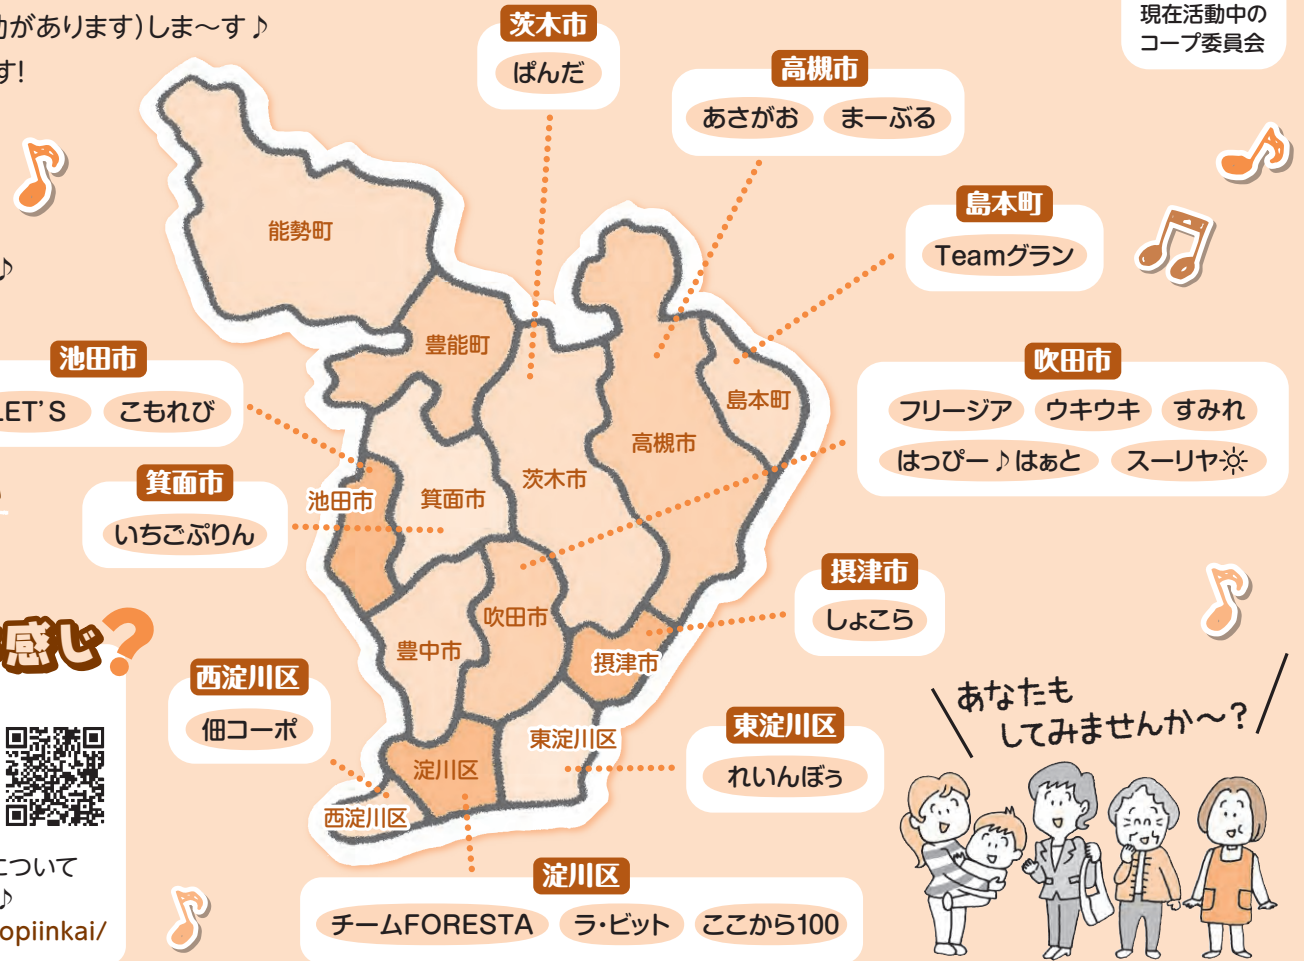 があります)しま～す♪
す!
♪
現在活動中の
コープ委員会
茨木市
ぱんだ
高槻市
あさがお まーぶる
島本町
Teamグラン
池田市
LET'S こもれび
吹田市
フリージア ウキウキ すみれ
はっぴー♪はぁと スーリヤ☼
箕面市
いちごぷりん
摂津市
しょこら
西淀川区
佃コーポ
東淀川区
れいんぼぅ
淀川区
チームFORESTA ラ・ビット ここから100
能勢町
豊能町
島本町
高槻市
茨木市
池田市
箕面市
吹田市
豊中市
摂津市
東淀川区
淀川区
西淀川区
感じ?
について
♪
opiinkai/
あなたも
してみませんか～?